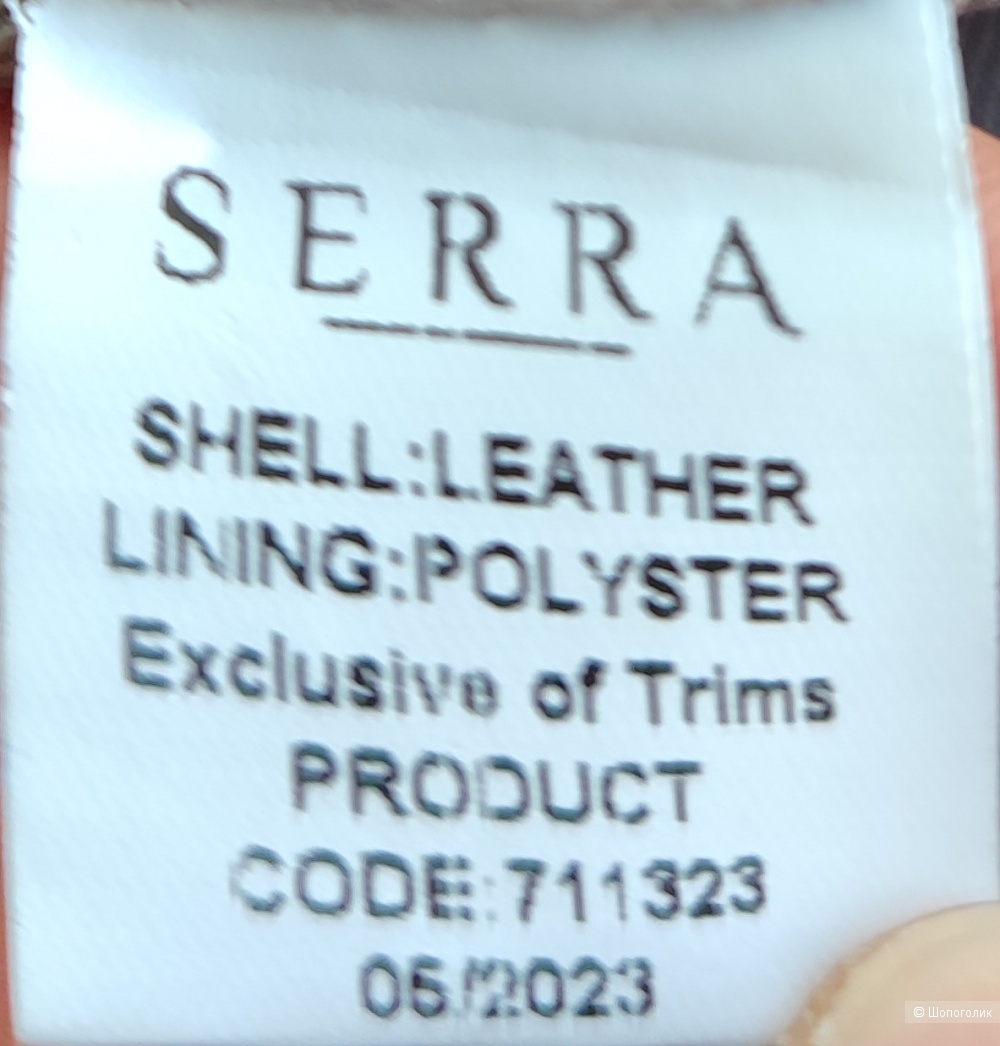 SERRA
SHELL:LEATHER
LINING:POLYSTER
Exclusive of Trims
PRODUCT
CODE:711323
05/2023
© Шопоголик